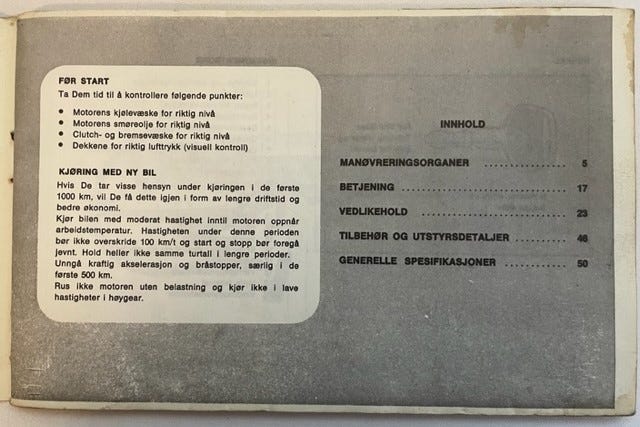 FØR START
Ta Dem tid til å kontrollere følgende punkter:
• Motorens kjølevæske for riktig nivå
• Motorens smøreolje for riktig nivå
• Clutch- og bremsevæske for riktig nivå
• Dekkene for riktig lufttrykk (visuell kontroll)
KJØRING MED NY BIL
Hvis De tar visse hensyn under kjøringen i de første
1000 km, vil De få dette igjen i form av lengre driftstid og
bedre økonomi.
Kjør bilen med moderat hastighet inntil motoren oppnår
arbeidstemperatur. Hastigheten under denne perioden
bør ikke overskride 100 km/t og start og stopp bør foregå
jevnt. Hold heller ikke samme turtall i lengre perioder.
Unngå kraftig akselerasjon og bråstopper, særlig i de
første 500 km.
Rus ikke motoren uten belastning og kjør ikke i lave
hastigheter i høygear.
INNHOLD
MANØVRERINGSORGANER ................ 5
BETJENING ................ 17
VEDLIKEHOLD ................ 23
TILBEHØR OG UTSTYRSDETALJER ................ 46
GENERELLE SPESIFIKASJONER ................ 50